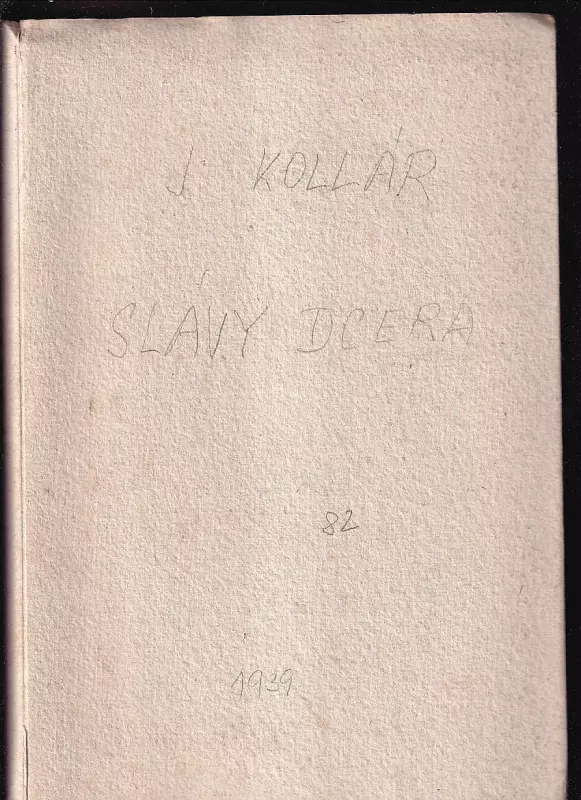 J. KOLLÁR
SLÁVY DCERA
82
1939